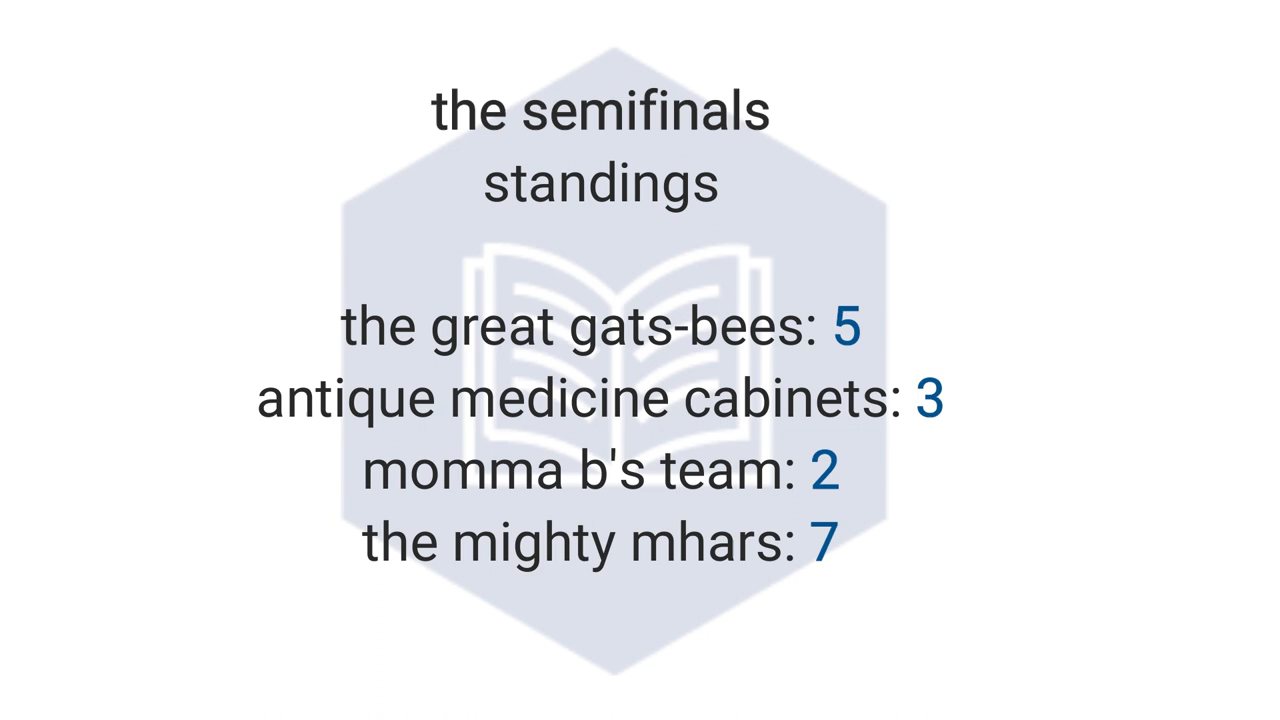 the semifinals
standings
the great gats-bees: 5
antique medicine cabinets: 3
momma b's team: 2
the mighty mhars: 7